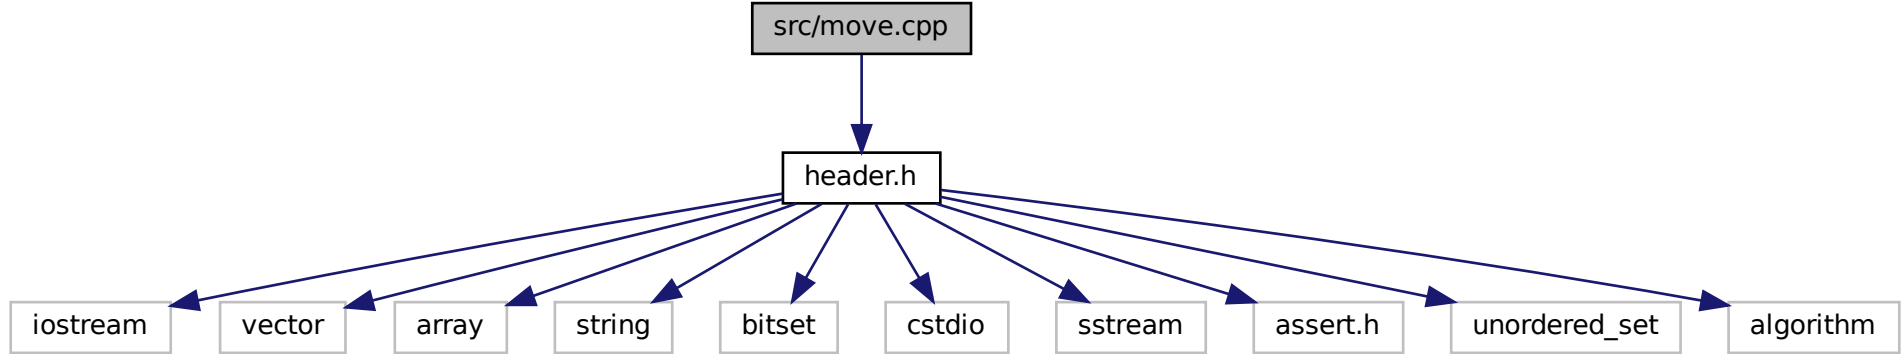 src/move.cpp
header.h
iostream
vector
array
string
bitset
cstdio
sstream
assert.h
unordered_set
algorithm